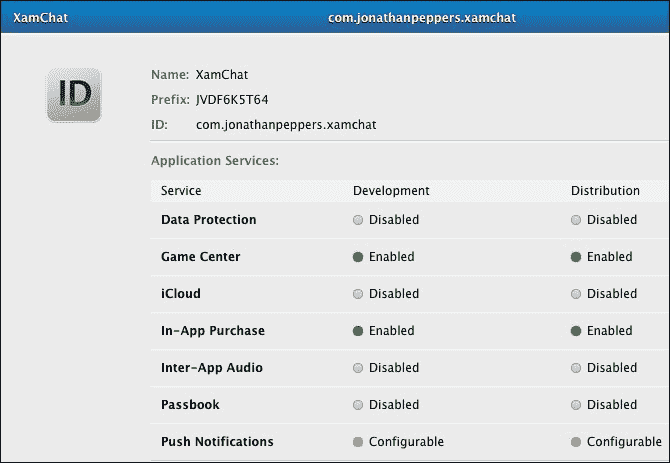 XamChat com.jonathanpeppers.xamchat
ID
Name: XamChat
Prefix: JVDF6K5T64
ID: com.jonathanpeppers.xamchat
Application Services:
Service Development Distribution
Data Protection Disabled Disabled
Game Center Enabled Enabled
iCloud Disabled Disabled
In-App Purchase Enabled Enabled
Inter-App Audio Disabled Disabled
Passbook Disabled Disabled
Push Notifications Configurable Configurable